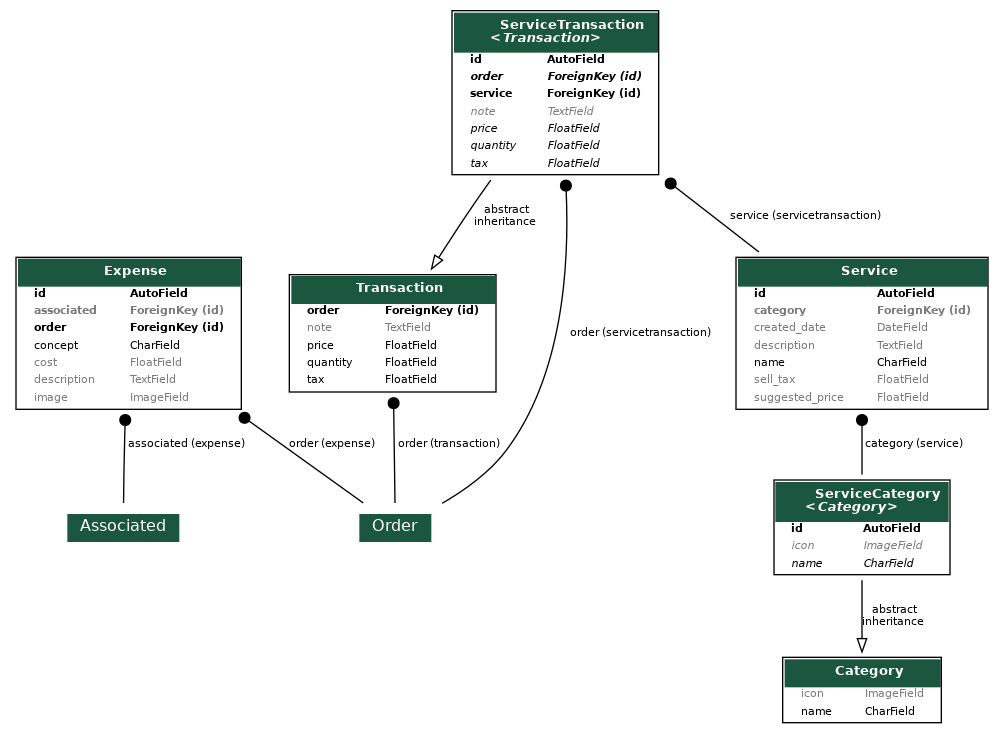 ServiceTransaction
<Transaction>
id AutoField
order ForeignKey (id)
service ForeignKey (id)
note TextField
price FloatField
quantity FloatField
tax FloatField
abstract
inheritance
service (servicetransaction)
order (servicetransaction)
Expense
id AutoField
associated ForeignKey (id)
order ForeignKey (id)
concept CharField
cost FloatField
description TextField
image ImageField
Transaction
order ForeignKey (id)
note TextField
price FloatField
quantity FloatField
tax FloatField
Service
id AutoField
category ForeignKey (id)
created_date DateField
description TextField
name CharField
sell_tax FloatField
suggested_price FloatField
associated (expense)
order (expense)
order (transaction)
category (service)
Associated
Order
ServiceCategory
<Category>
id AutoField
icon ImageField
name CharField
abstract
inheritance
Category
icon ImageField
name CharField